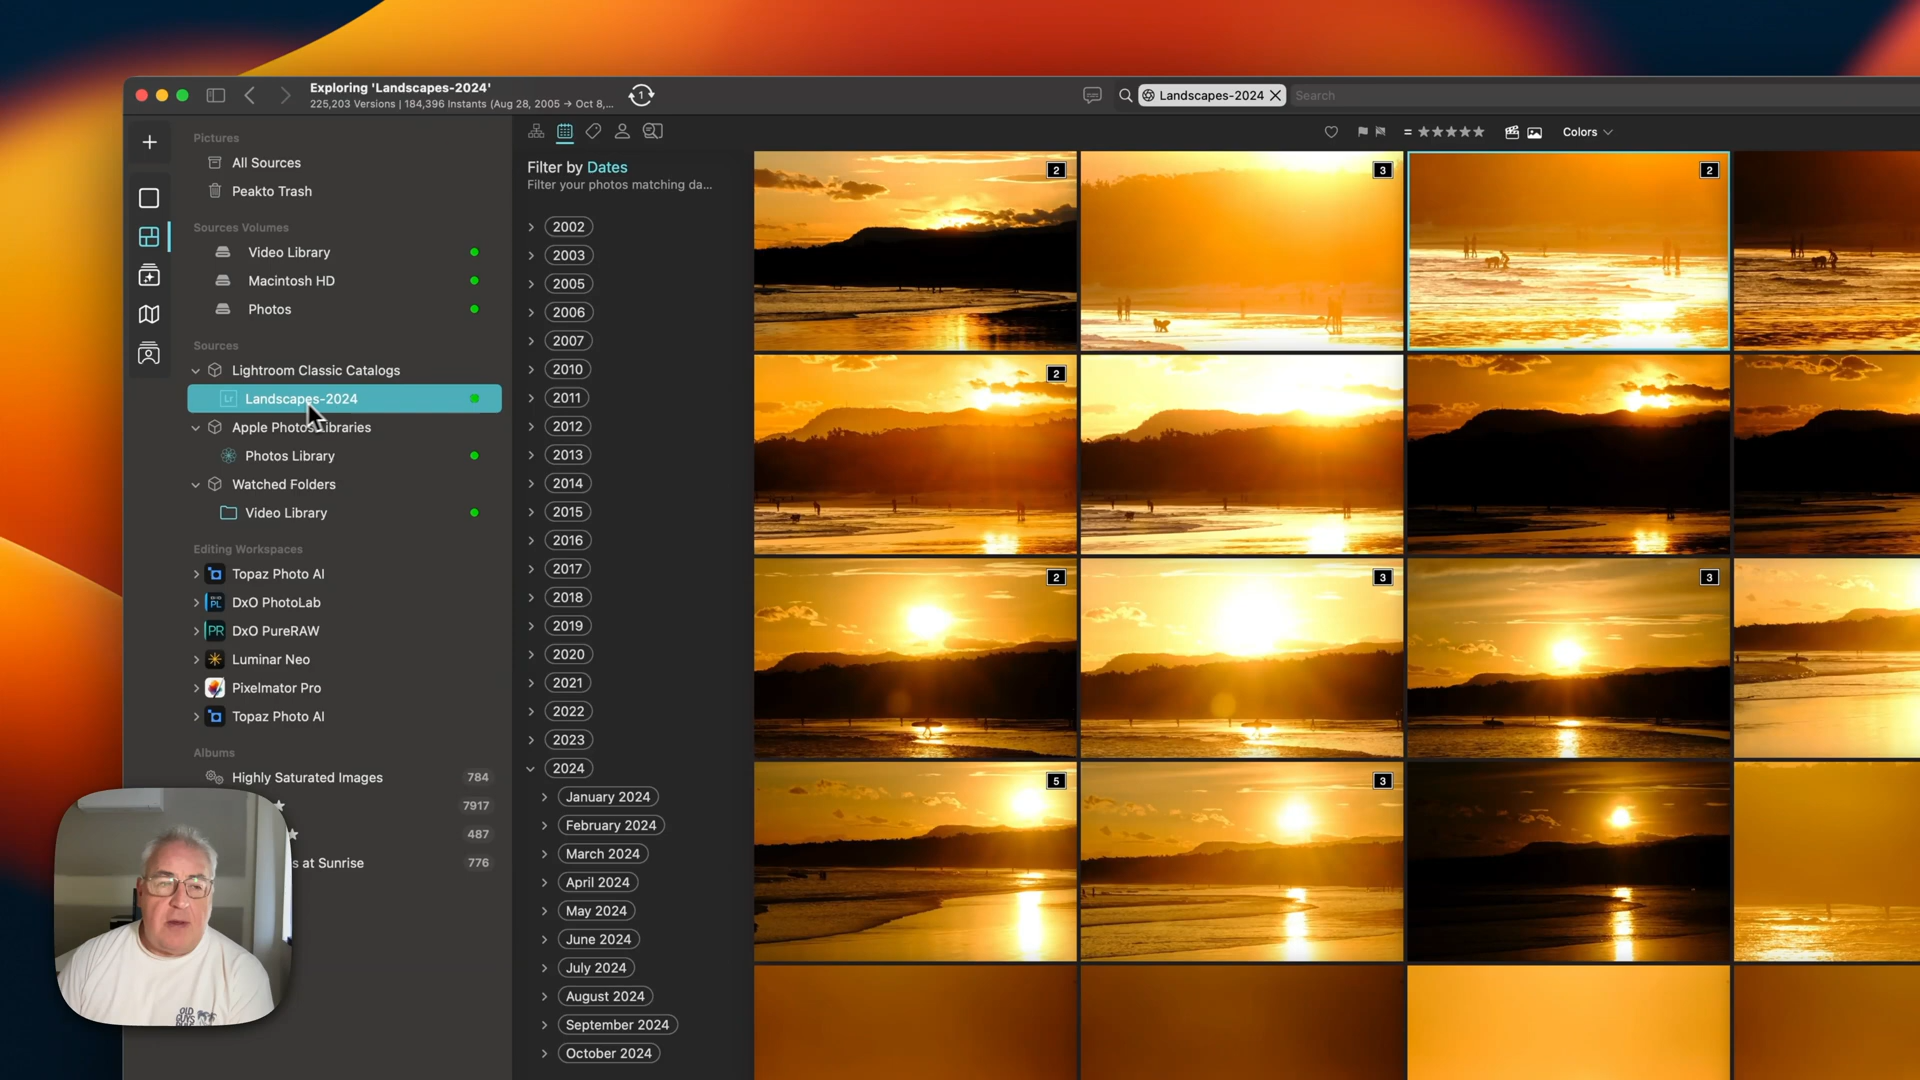 Exploring 'Landscapes-2024'
225,203 Versions | 184,396 Instants (Aug 28, 2005 → Oct 8,...
1
Landscapes-2024
Search
Colors
Pictures
All Sources
Peakto Trash
Sources Volumes
Video Library
Macintosh HD
Photos
Sources
Lightroom Classic Catalogs
Lr
Landscapes-2024
Apple Photos Libraries
Photos Library
Watched Folders
Video Library
Editing Workspaces
Topaz Photo AI
PL
DxO PhotoLab
PR
DxO PureRAW
Luminar Neo
Pixelmator Pro
Topaz Photo AI
Albums
Highly Saturated Images 784
7917
487
s at Sunrise 776
OLD
GUYS
Filter by Dates
Filter your photos matching da...
2002
2003
2005
2006
2007
2010
2011
2012
2013
2014
2015
2016
2017
2018
2019
2020
2021
2022
2023
2024
January 2024
February 2024
March 2024
April 2024
May 2024
June 2024
July 2024
August 2024
September 2024
October 2024
2
3
2
2
2
3
3
5
3